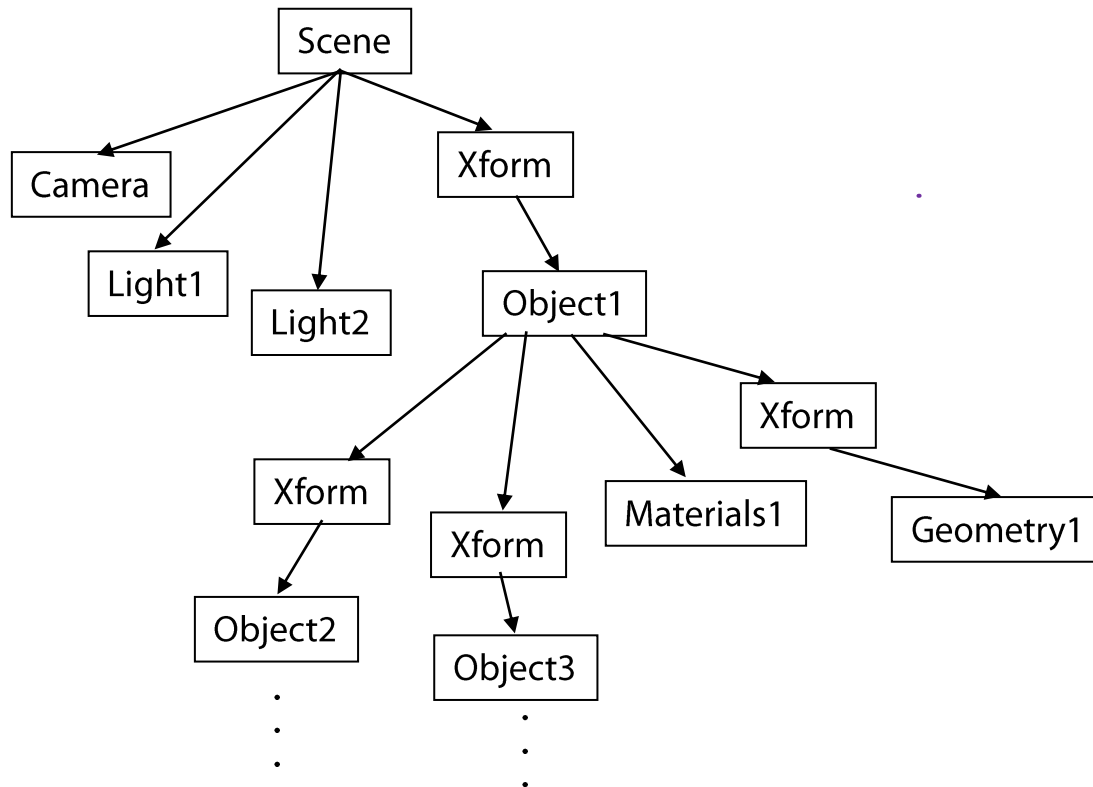 Scene
Camera
Xform
Light1
Light2
Object1
Xform
Xform
Xform
Materials1
Geometry1
Object2
Object3